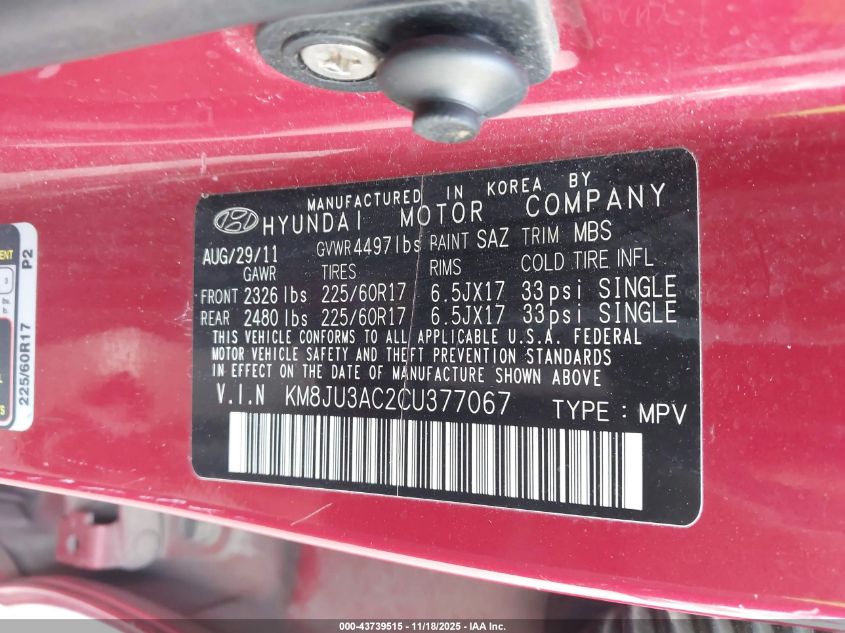 MANUFACTURED IN KOREA BY
HYUNDAI MOTOR COMPANY
AUG/29/11 GVWR 4497lbs PAINT SAZ TRIM MBS
GAWR TIRES RIMS COLD TIRE INFL
FRONT 2326 lbs 225/60R17 6.5JX17 33psi SINGLE
REAR 2480 lbs 225/60R17 6.5JX17 33psi SINGLE
THIS VEHICLE CONFORMS TO ALL APPLICABLE U.S.A. FEDERAL
MOTOR VEHICLE SAFETY AND THEFT PREVENTION STANDARDS
IN EFFECT ON THE DATE OF MANUFACTURE SHOWN ABOVE
V.I.N KM8JU3AC2CU377067 TYPE : MPV
P2
225/60R17
000-43739515 - 11/18/2025 - IAA Inc.